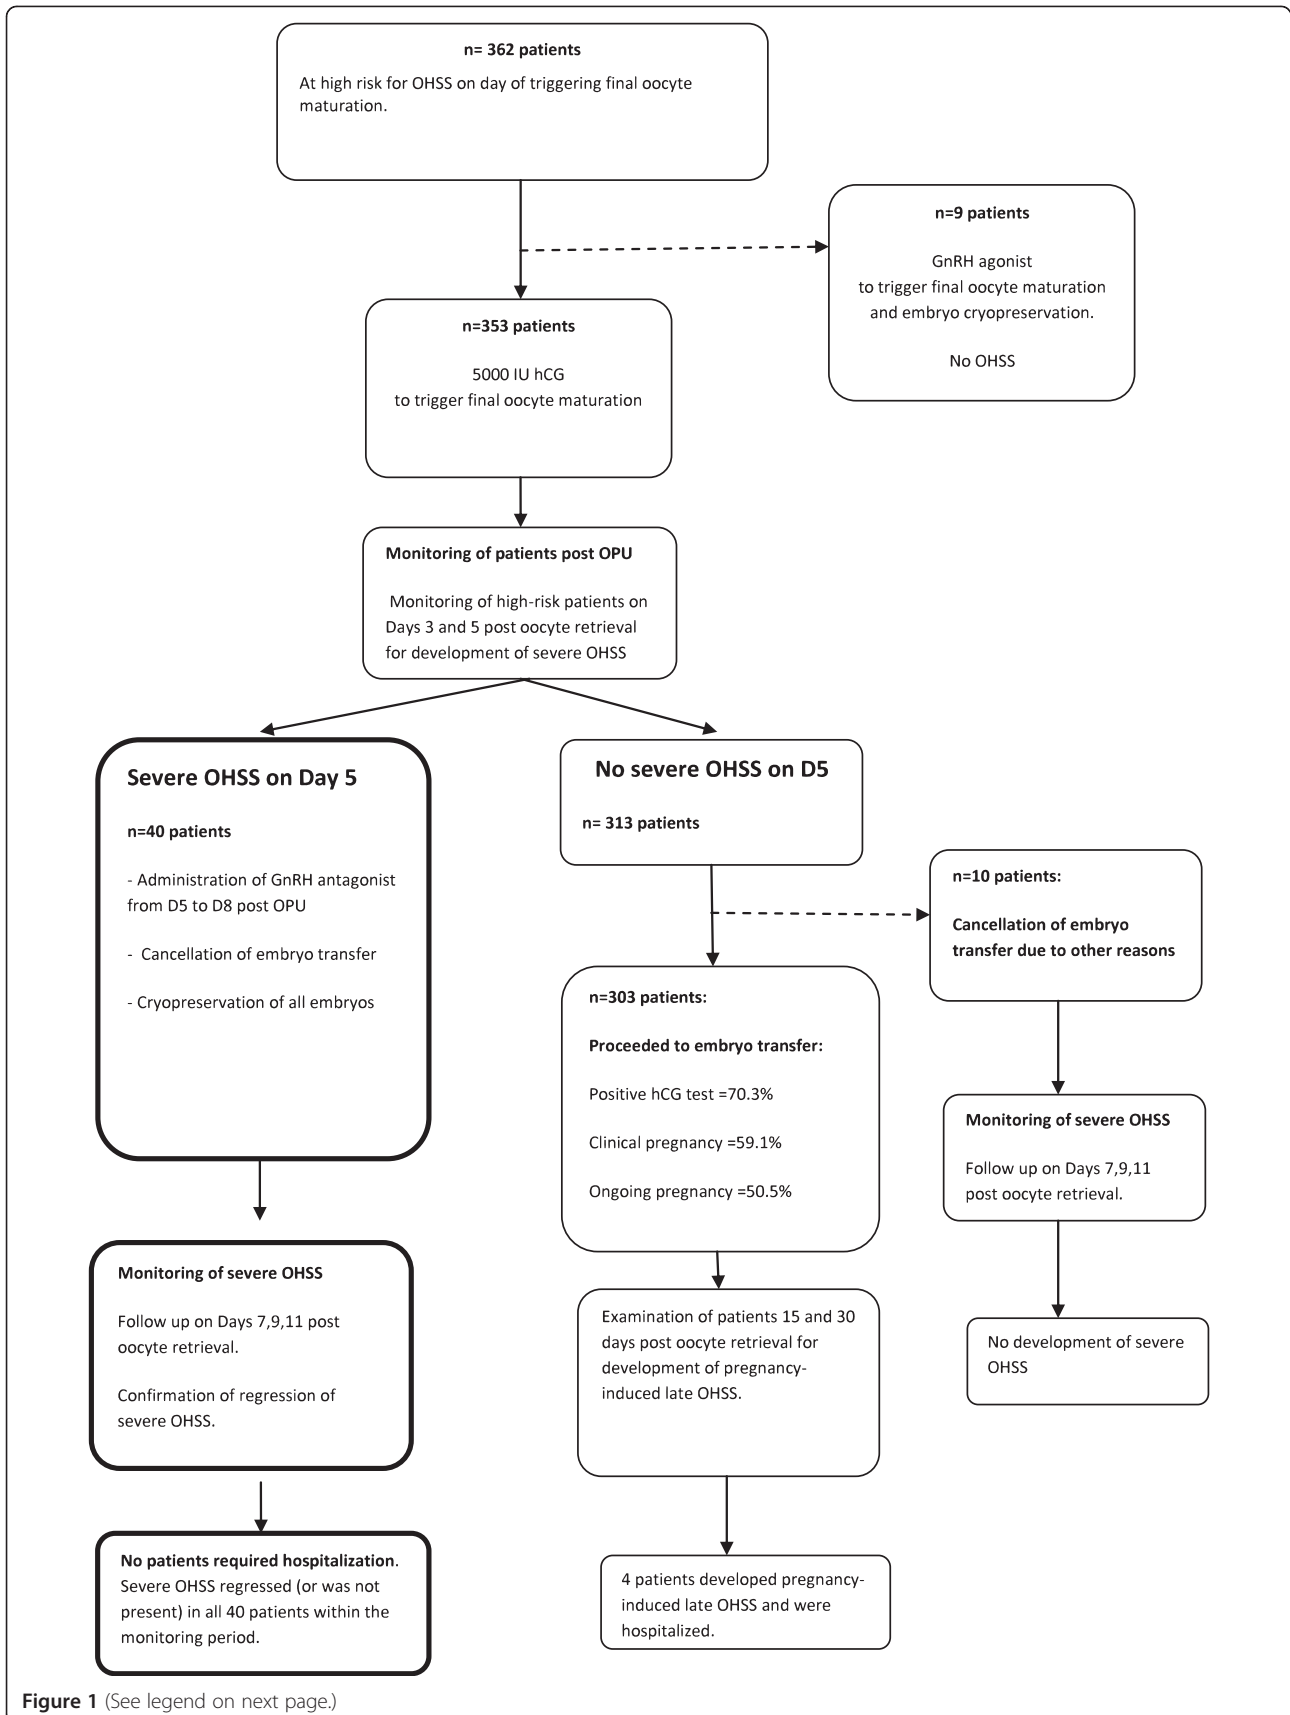 n= 362 patients
At high risk for OHSS on day of triggering final oocyte
maturation.
n=9 patients
GnRH agonist
to trigger final oocyte maturation
and embryo cryopreservation.
No OHSS
n=353 patients
5000 IU hCG
to trigger final oocyte maturation
Monitoring of patients post OPU
Monitoring of high-risk patients on
Days 3 and 5 post oocyte retrieval
for development of severe OHSS
Severe OHSS on Day 5
n=40 patients
- Administration of GnRH antagonist
from D5 to D8 post OPU
- Cancellation of embryo transfer
- Cryopreservation of all embryos
No severe OHSS on D5
n= 313 patients
n=10 patients:
Cancellation of embryo
transfer due to other reasons
n=303 patients:
Proceeded to embryo transfer:
Positive hCG test =70.3%
Clinical pregnancy =59.1%
Ongoing pregnancy =50.5%
Monitoring of severe OHSS
Follow up on Days 7,9,11
post oocyte retrieval.
Monitoring of severe OHSS
Follow up on Days 7,9,11 post
oocyte retrieval.
Confirmation of regression of
severe OHSS.
Examination of patients 15 and 30
days post oocyte retrieval for
development of pregnancy-
induced late OHSS.
No development of severe
OHSS
No patients required hospitalization.
Severe OHSS regressed (or was not
present) in all 40 patients within the
monitoring period.
4 patients developed pregnancy-
induced late OHSS and were
hospitalized.
Figure 1 (See legend on next page.)